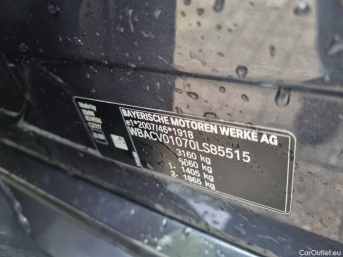 BAYERISCHE MOTOREN WERKE AG
e1*2007/46*1918
WBACV01070LS85515
3160 kg
5260 kg
1- 1405 kg
2- 1865 kg
CarOutlet.eu